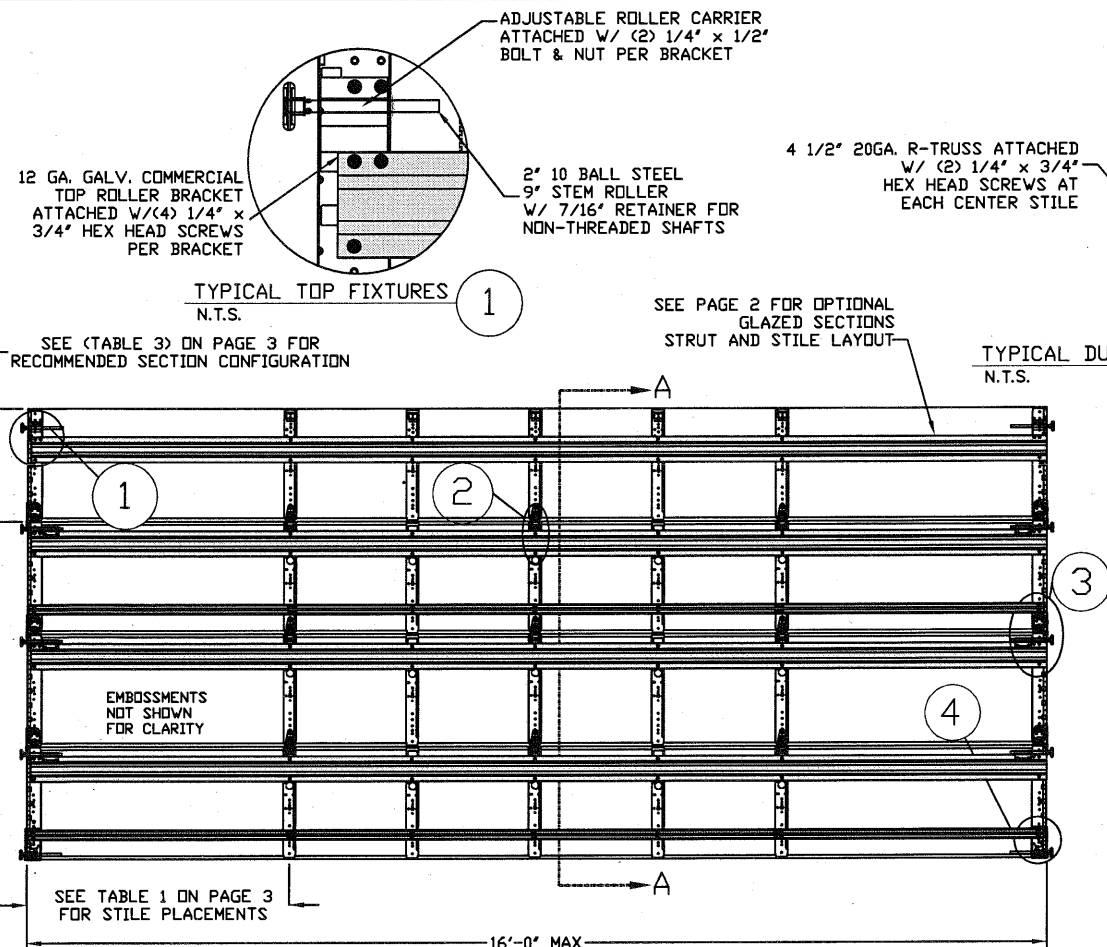 ADJUSTABLE ROLLER CARRIER
ATTACHED W/ (2) 1/4" x 1/2"
BOLT & NUT PER BRACKET
12 GA. GALV. COMMERCIAL
TOP ROLLER BRACKET
ATTACHED W/(4) 1/4" x
3/4" HEX HEAD SCREWS
PER BRACKET
2" 10 BALL STEEL
9" STEM ROLLER
W/ 7/16" RETAINER FOR
NON-THREADED SHAFTS
4 1/2" 20GA. R-TRUSS ATTACHED
W/ (2) 1/4" x 3/4"
HEX HEAD SCREWS AT
EACH CENTER STILE
TYPICAL TOP FIXTURES
N.T.S.
1
SEE (TABLE 3) ON PAGE 3 FOR
RECOMMENDED SECTION CONFIGURATION
SEE PAGE 2 FOR OPTIONAL
GLAZED SECTIONS
STRUT AND STILE LAYOUT
TYPICAL DU
N.T.S.
A
1
2
3
EMBOSSMENTS
NOT SHOWN
FOR CLARITY
4
A
SEE TABLE 1 ON PAGE 3
FOR STILE PLACEMENTS
16'-0" MAX